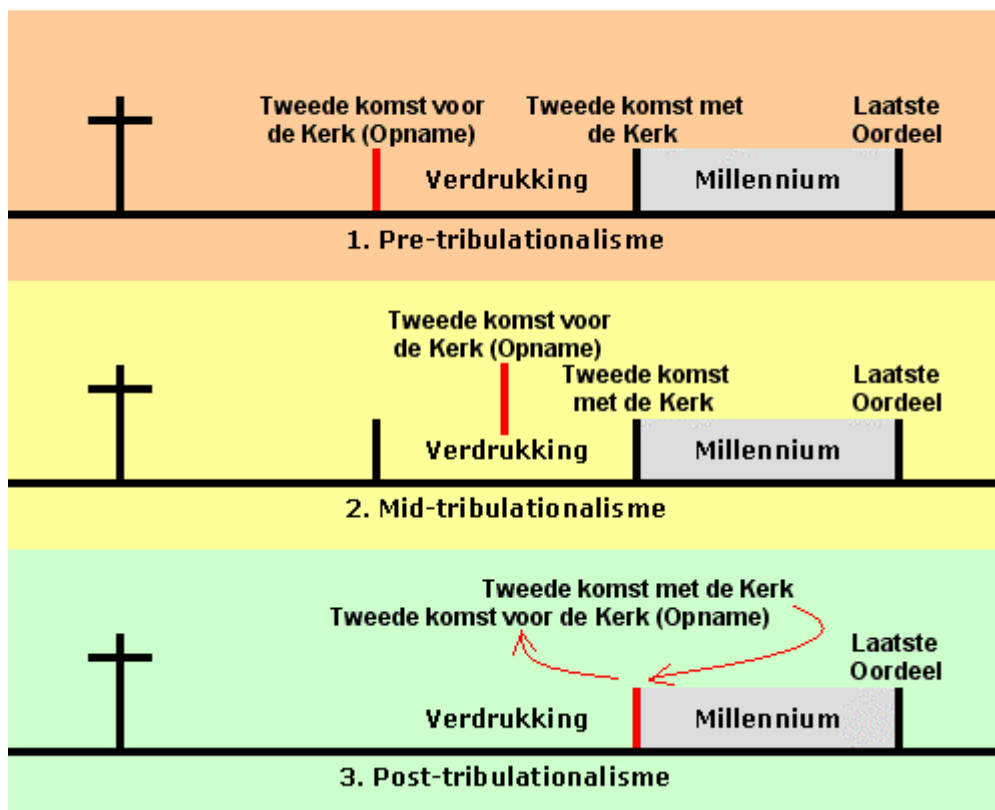 Tweede komst voor
de Kerk (Opname)
Tweede komst met
de Kerk
Laatste
Oordeel
Verdrukking
Millennium
1. Pre-tribulationalisme
Tweede komst voor
de Kerk (Opname)
Tweede komst
met de Kerk
Laatste
Oordeel
Verdrukking
Millennium
2. Mid-tribulationalisme
Tweede komst met de Kerk
Tweede komst voor de Kerk (Opname)
Laatste
Oordeel
Verdrukking
Millennium
3. Post-tribulationalisme